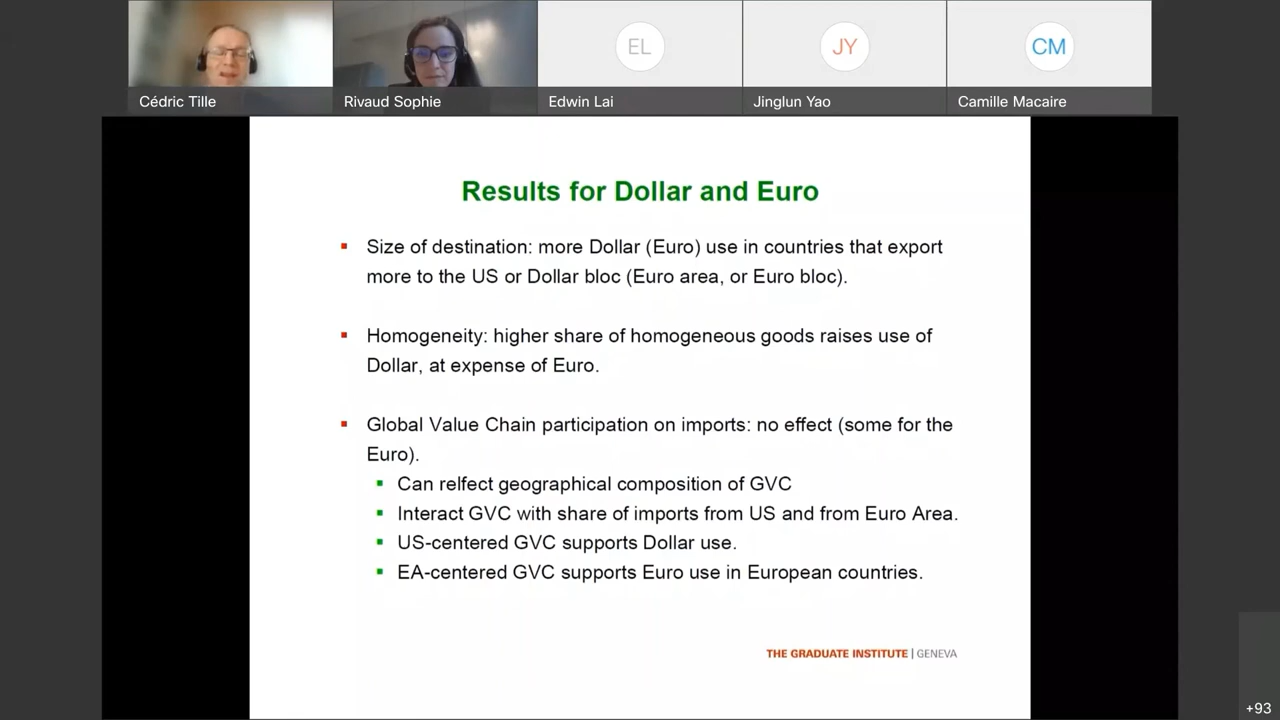 EL
JY
CM
Cédric Tille
Rivaud Sophie
Edwin Lai
Jinglun Yao
Camille Macaire
Results for Dollar and Euro
Size of destination: more Dollar (Euro) use in countries that export
more to the US or Dollar bloc (Euro area, or Euro bloc).
Homogeneity: higher share of homogeneous goods raises use of
Dollar, at expense of Euro.
Global Value Chain participation on imports: no effect (some for the
Euro).
Can relfect geographical composition of GVC
Interact GVC with share of imports from US and from Euro Area.
US-centered GVC supports Dollar use.
EA-centered GVC supports Euro use in European countries.
THE GRADUATE INSTITUTE | GENEVA
+93